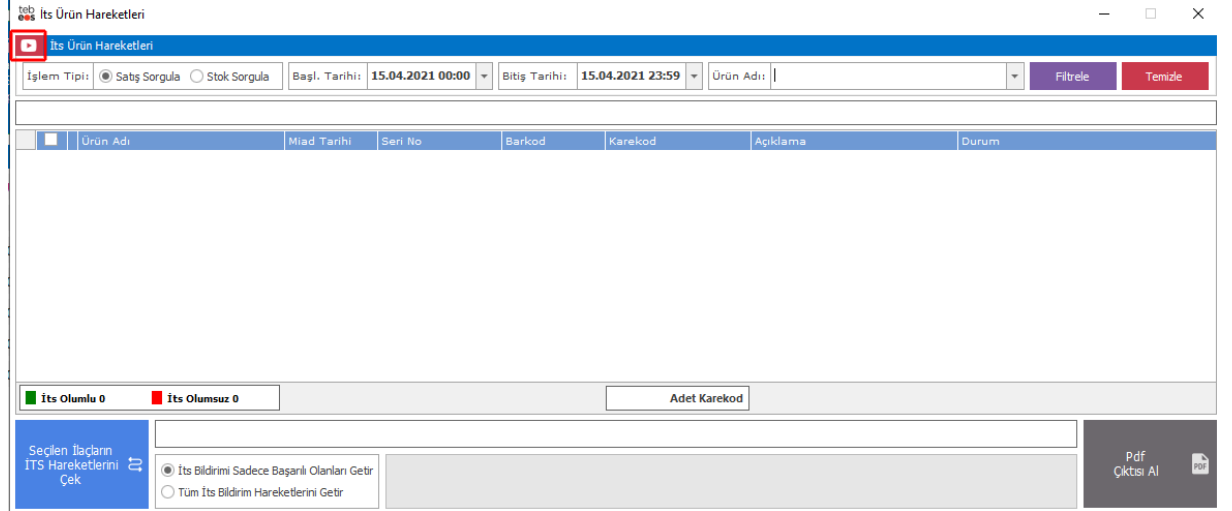 teb eos İts Ürün Hareketleri
İts Ürün Hareketleri
İşlem Tipi: Satış Sorgula Stok Sorgula Başl. Tarihi: 15.04.2021 00:00 Bitiş Tarihi: 15.04.2021 23:59 Ürün Adı: Filtrele Temizle
Ürün Adı Miad Tarihi Seri No Barkod Karekod Açıklama Durum
İts Olumlu 0 İts Olumsuz 0 Adet Karekod
Seçilen İlaçların
İTS Hareketlerini
Çek
İts Bildirimi Sadece Başarılı Olanları Getir
Tüm İts Bildirim Hareketlerini Getir
Pdf
Çıktısı Al
PDF